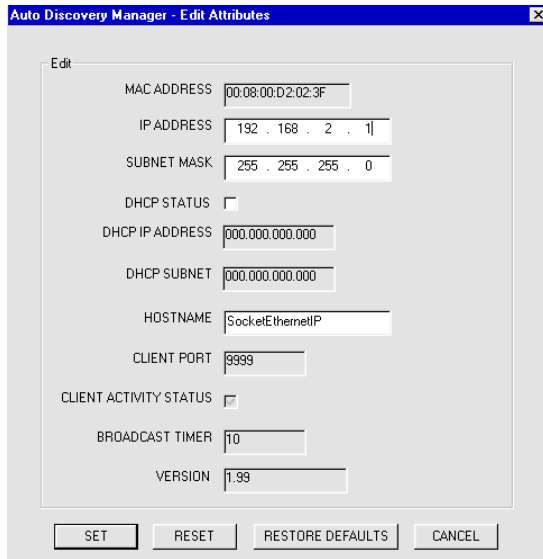 Auto Discovery Manager - Edit Attributes
Edit
MAC ADDRESS 00:08:00:D2:02:3F
IP ADDRESS 192 . 168 . 2 . 1
SUBNET MASK 255 . 255 . 255 . 0
DHCP STATUS
DHCP IP ADDRESS 000.000.000.000
DHCP SUBNET 000.000.000.000
HOSTNAME SocketEthernetIP
CLIENT PORT 9999
CLIENT ACTIVITY STATUS
BROADCAST TIMER 10
VERSION 1.99
SET RESET RESTORE DEFAULTS CANCEL